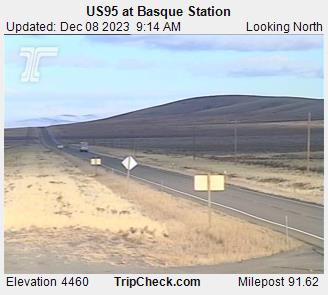 US95 at Basque Station
Updated: Dec 08 2023 9:14 AM Looking North
Elevation 4460 TripCheck.com Milepost 91.62